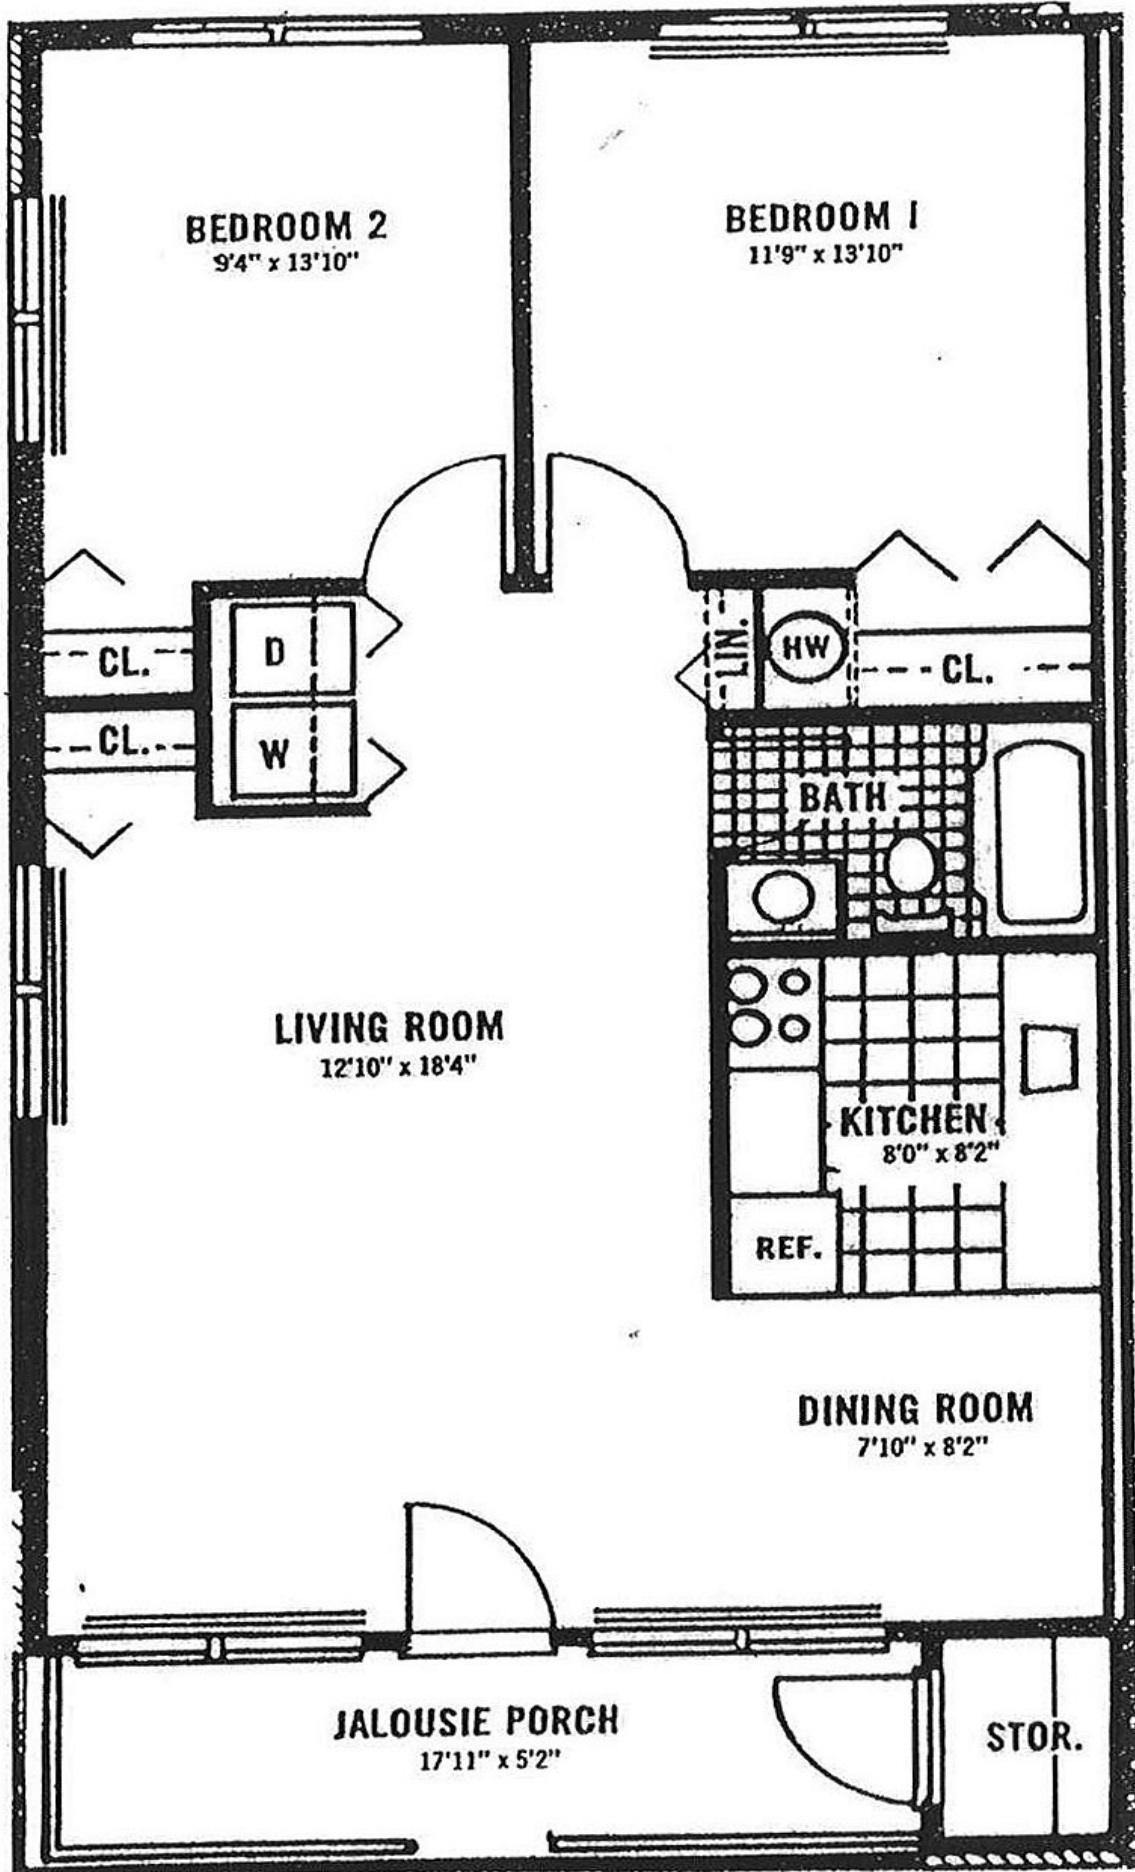 BEDROOM 2
9'4" x 13'10"
BEDROOM 1
11'9" x 13'10"
D
W
CL.
CL.
LIN.
HW
CL.
BATH
LIVING ROOM
12'10" x 18'4"
KITCHEN
8'0" x 8'2"
REF.
DINING ROOM
7'10" x 8'2"
JALOUSIE PORCH
17'11" x 5'2"
STOR.